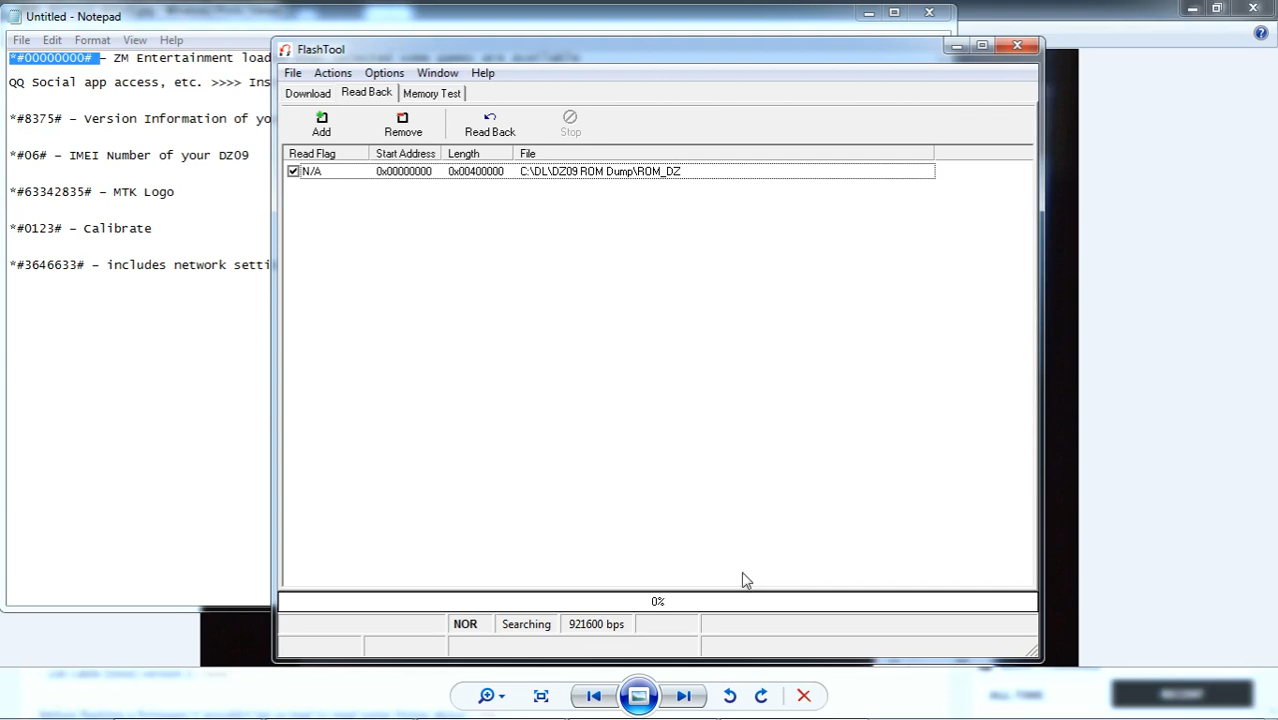 Untitled - Notepad
File Edit Format View Help
*#00000000# – ZM Entertainment load
QQ Social app access, etc. >>>> Ins
*#8375# – Version Information of yo
*#06# – IMEI Number of your DZ09
*#63342835# – MTK Logo
*#0123# – Calibrate
*#3646633# – includes network setti
FlashTool
File Actions Options Window Help
Download Read Back Memory Test
Add Remove Read Back Stop
Read Flag Start Address Length File
N/A 0x00000000 0x00400000 C:\DL\DZ09 ROM Dump\ROM_DZ
0%
NOR Searching 921600 bps
ALL TIME RECENT